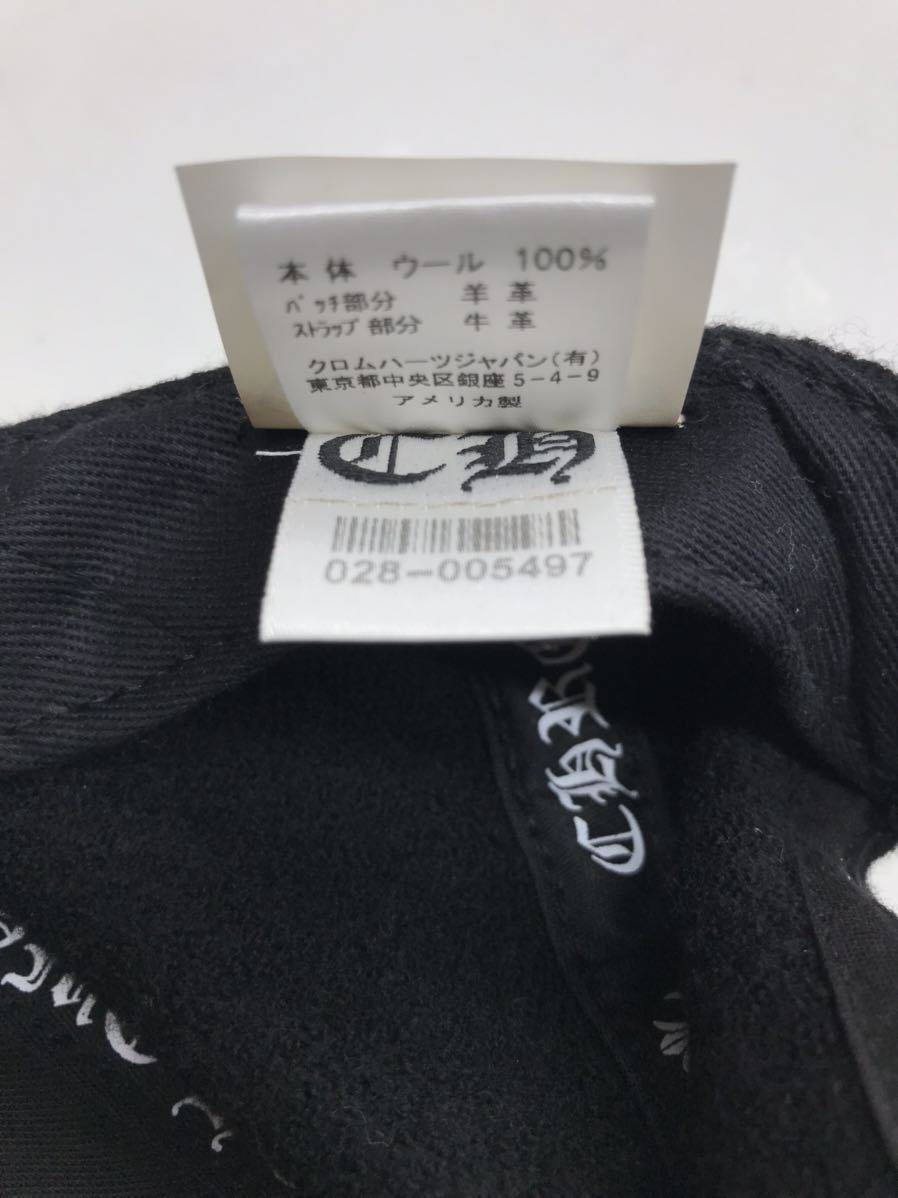 本体 ウール 100%
パッチ部分 羊革
ストラップ部分 牛革
クロムハーツジャパン(有)
東京都中央区銀座5-4-9
アメリカ製
028-005497